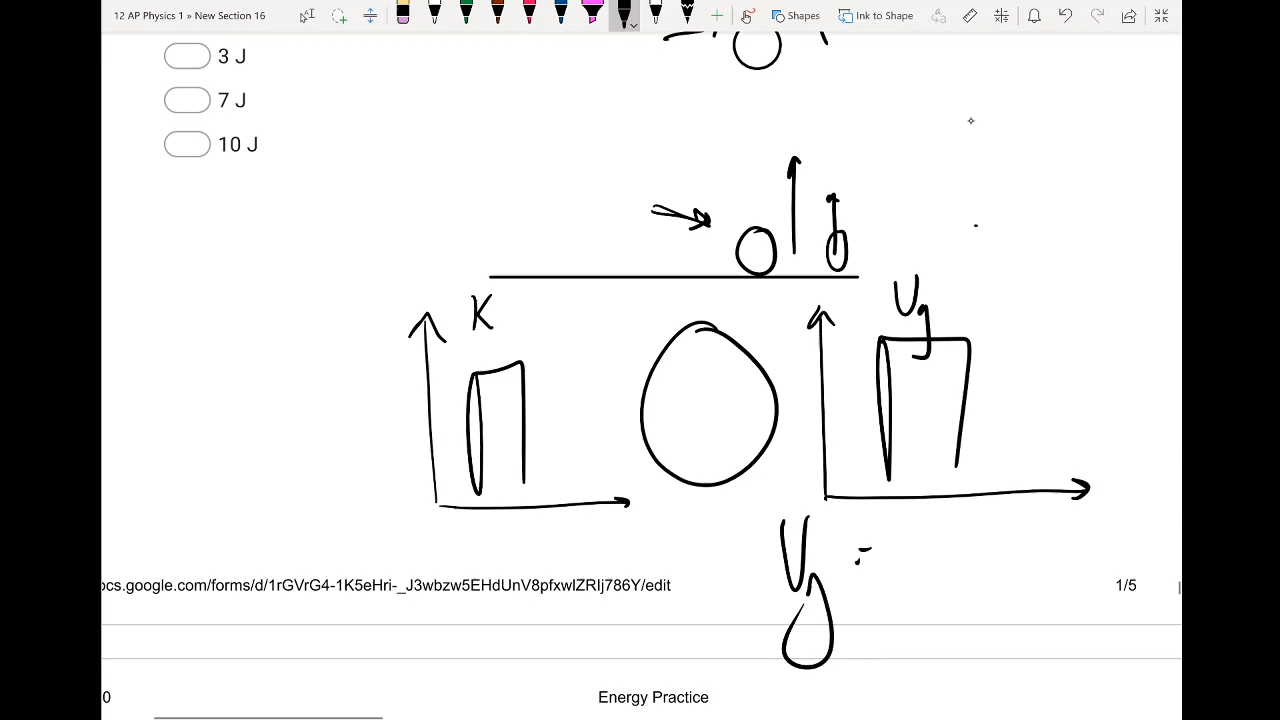 12 AP Physics 1 » New Section 16
Shapes
Ink to Shape
3 J
7 J
10 J
K
Ug
Ug =
ocs.google.com/forms/d/1rGVrG4-1K5eHri-_J3wbzw5EHdUnV8pfxwlZRIj786Y/edit
1/5
0
Energy Practice